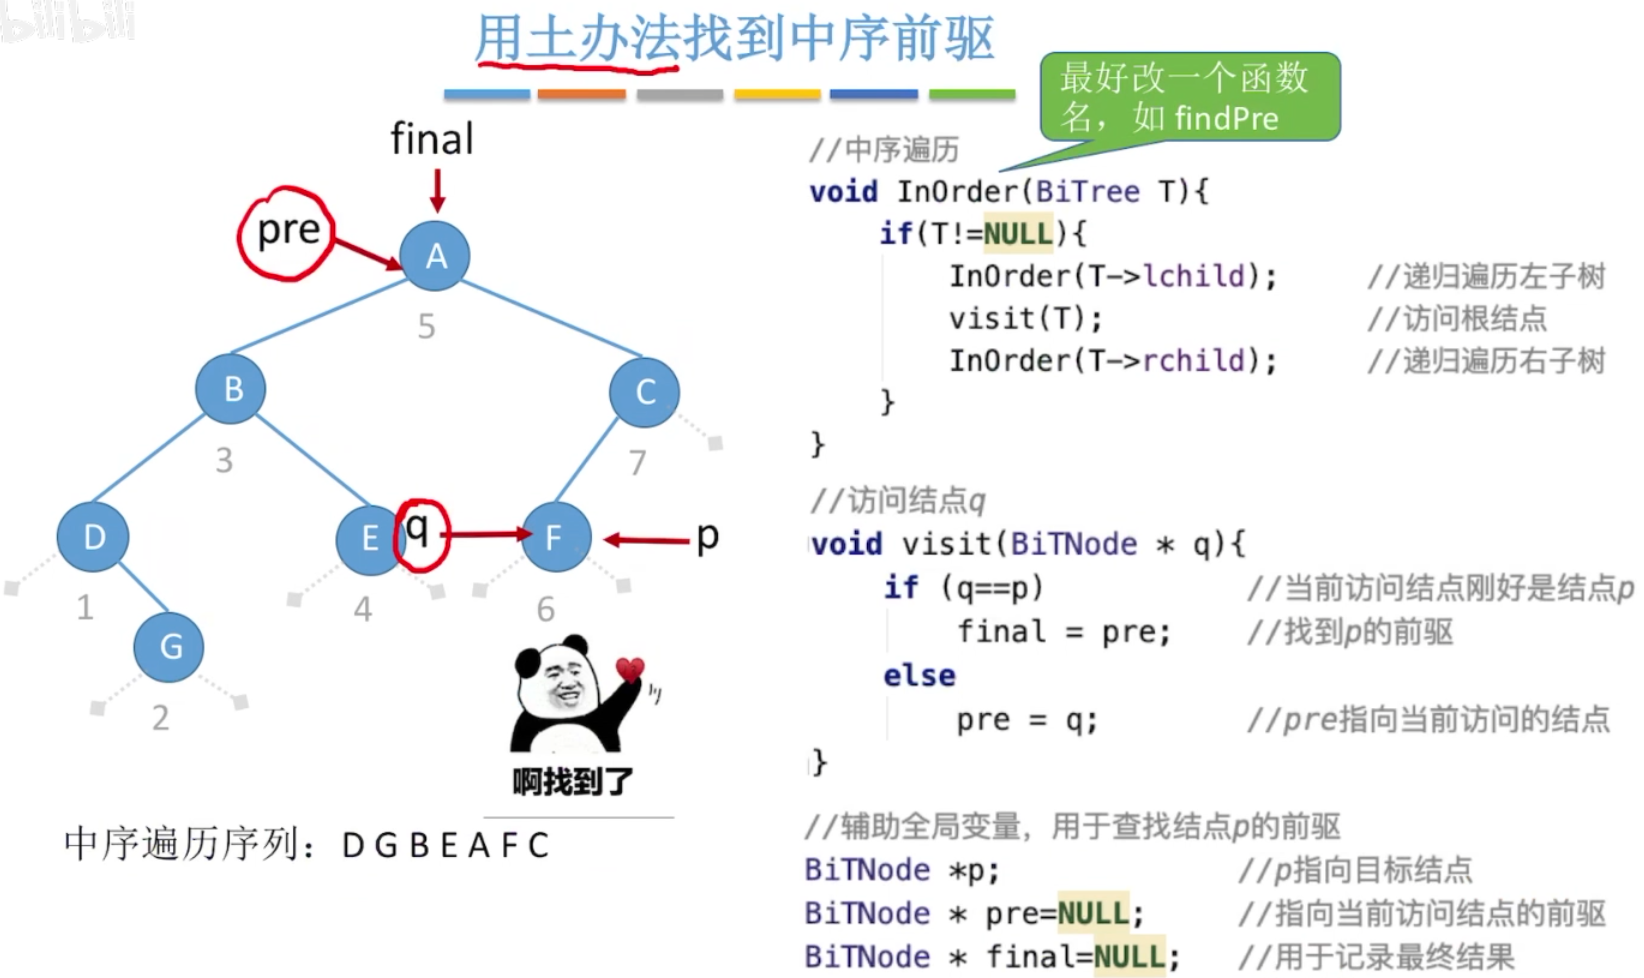 bilibili
用土办法找到中序前驱
最好改一个函数
名，如 findPre
final
pre
A
5
B
C
3
7
D
E
q
F
p
1
4
6
G
2
啊找到了
中序遍历序列：D G B E A F C
//中序遍历
void InOrder(BiTree T){
if(T!=NULL){
InOrder(T->lchild); //递归遍历左子树
visit(T); //访问根结点
InOrder(T->rchild); //递归遍历右子树
}
}
//访问结点q
void visit(BiTNode * q){
if (q==p) //当前访问结点刚好是结点p
final = pre; //找到p的前驱
else
pre = q; //pre指向当前访问的结点
}
//辅助全局变量，用于查找结点p的前驱
BiTNode *p; //p指向目标结点
BiTNode * pre=NULL; //指向当前访问结点的前驱
BiTNode * final=NULL; //用于记录最终结果